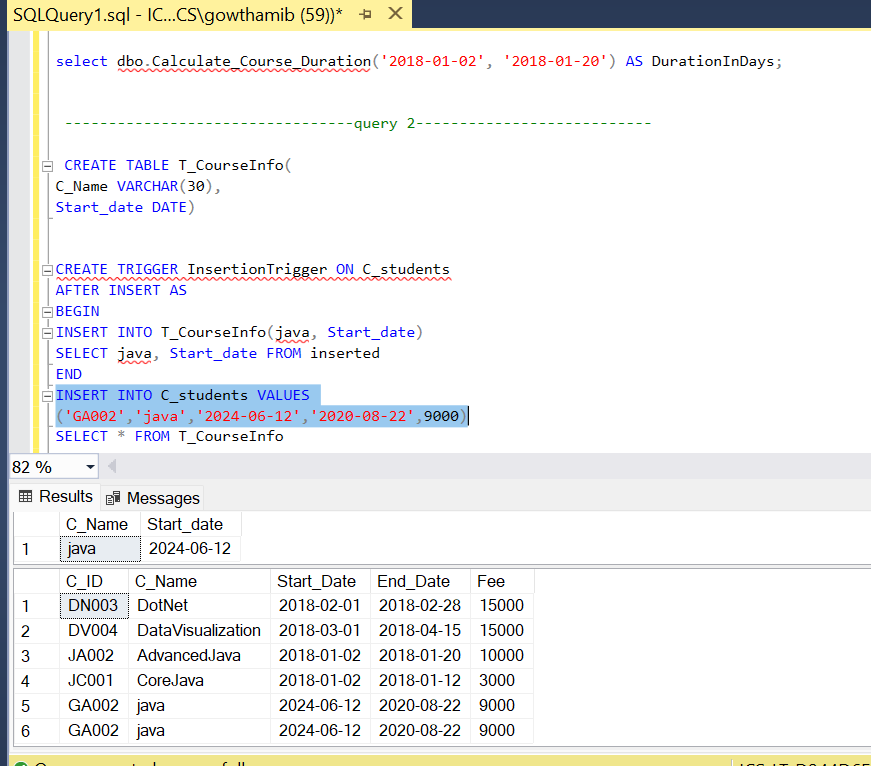 SQLQuery1.sql - IC...CS\gowthamib (59))*
select dbo.Calculate_Course_Duration('2018-01-02', '2018-01-20') AS DurationInDays;
--------------------------------query 2---------------------------
CREATE TABLE T_CourseInfo(
C_Name VARCHAR(30),
Start_date DATE)
CREATE TRIGGER InsertionTrigger ON C_students
AFTER INSERT AS
BEGIN
INSERT INTO T_CourseInfo(java, Start_date)
SELECT java, Start_date FROM inserted
END
INSERT INTO C_students VALUES
('GA002','java','2024-06-12','2020-08-22',9000)
SELECT * FROM T_CourseInfo
82 %
Results Messages
C_Name Start_date
1 java 2024-06-12
C_ID C_Name Start_Date End_Date Fee
1 DN003 DotNet 2018-02-01 2018-02-28 15000
2 DV004 DataVisualization 2018-03-01 2018-04-15 15000
3 JA002 AdvancedJava 2018-01-02 2018-01-20 10000
4 JC001 CoreJava 2018-01-02 2018-01-12 3000
5 GA002 java 2024-06-12 2020-08-22 9000
6 GA002 java 2024-06-12 2020-08-22 9000